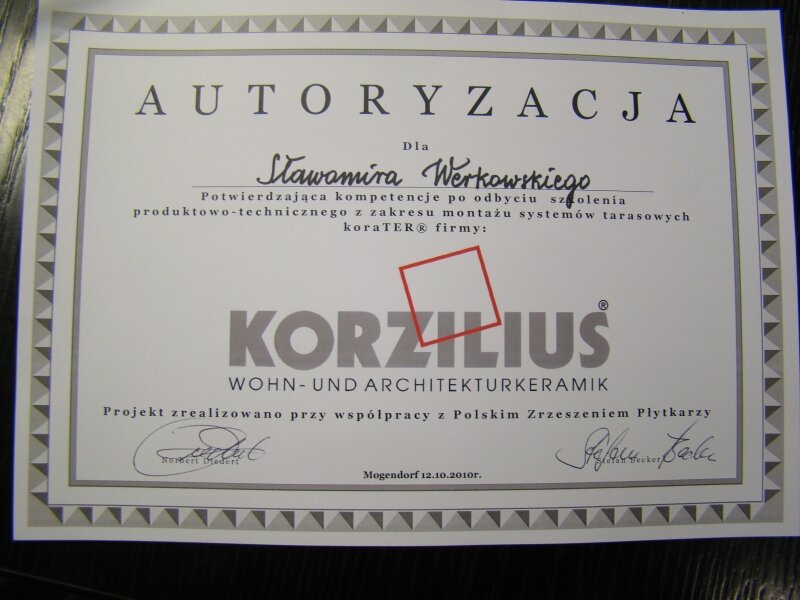 AUTORYZACJA
Dla
Sławomira Werkowskiego
Potwierdzająca kompetencje po odbyciu szkolenia
produktowo-technicznego z zakresu montażu systemów tarasowych
koraTER® firmy:
KORZILIUS®
WOHN- UND ARCHITEKTURKERAMIK
Projekt zrealizowano przy współpracy z Polskim Zrzeszeniem Płytkarzy
Norbert Diedert
Stefan Becker
Mogendorf 12.10.2010r.